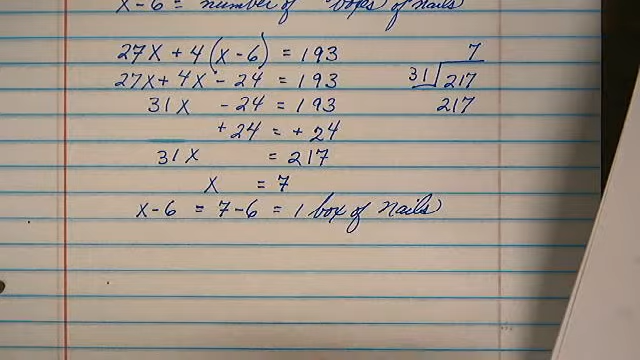 x - 6 = number of boxes of nails
27x + 4(x - 6) = 193
27x + 4x - 24 = 193
31x - 24 = 193
+ 24 = + 24
31x = 217
x = 7
x - 6 = 7 - 6 = 1 box of nails
7
31 217
217